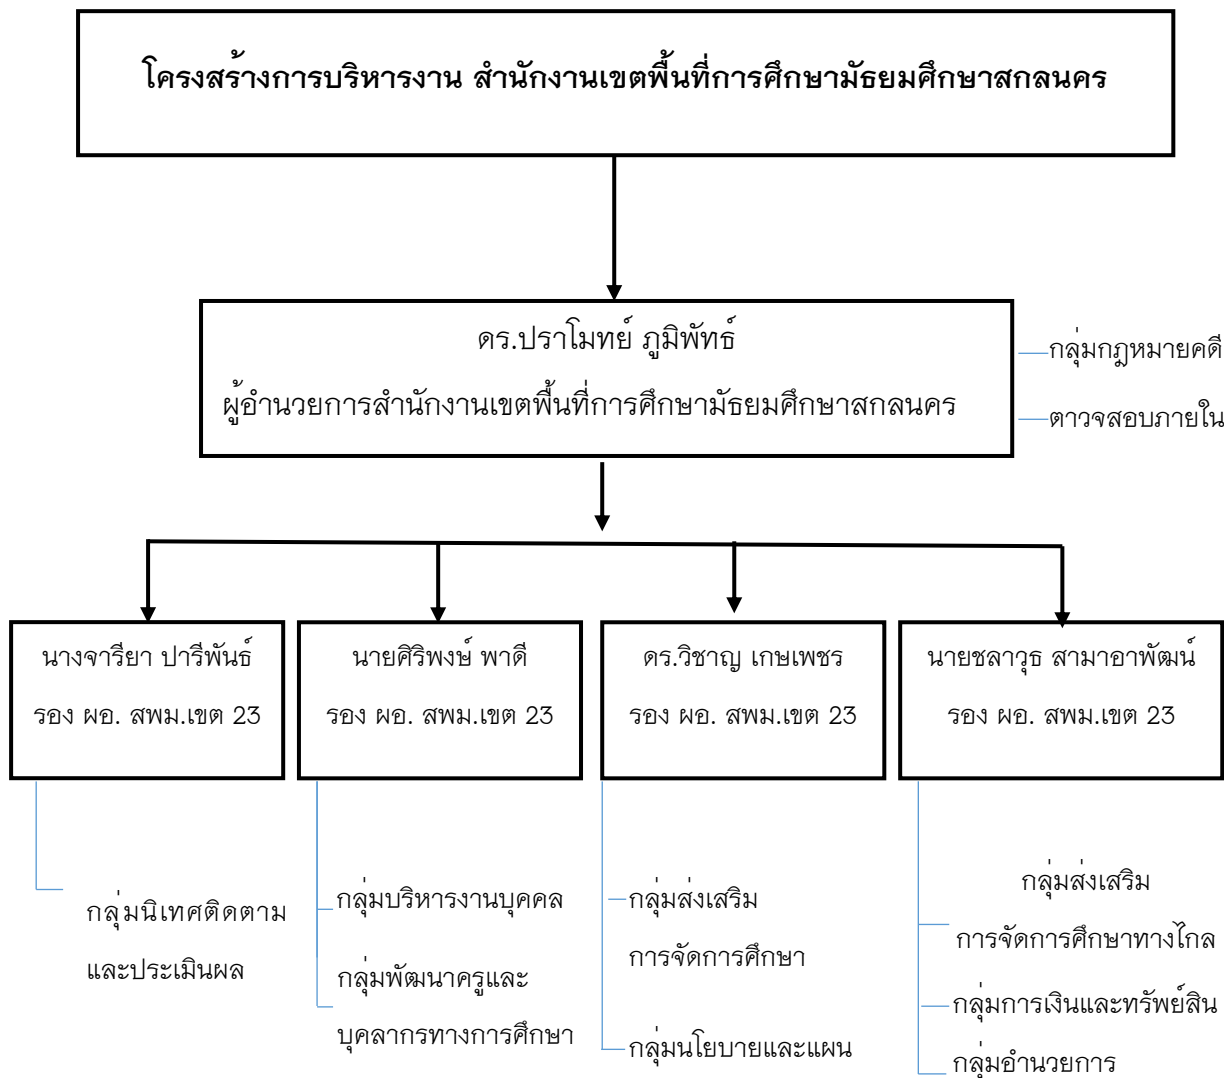 โครงสร้างการบริหารงาน สำนักงานเขตพื้นที่การศึกษามัธยมศึกษาสกลนคร
ดร.ปราโมทย์ ภูมิพัทธ์
ผู้อำนวยการสำนักงานเขตพื้นที่การศึกษามัธยมศึกษาสกลนคร
กลุ่มกฎหมายคดี
ตาวจสอบภายใน
นางจารียา ปารีพันธ์
รอง ผอ. สพม.เขต 23
นายศิริพงษ์ พาดี
รอง ผอ. สพม.เขต 23
ดร.วิชาญ เกษเพชร
รอง ผอ. สพม.เขต 23
นายชลาวุธ สามาอาพัฒน์
รอง ผอ. สพม.เขต 23
กลุ่มนิเทศติดตาม
และประเมินผล
กลุ่มบริหารงานบุคคล
กลุ่มพัฒนาครูและ
บุคลากรทางการศึกษา
กลุ่มส่งเสริม
การจัดการศึกษา
กลุ่มนโยบายและแผน
กลุ่มส่งเสริม
การจัดการศึกษาทางไกล
กลุ่มการเงินและทรัพย์สิน
กลุ่มอำนวยการ